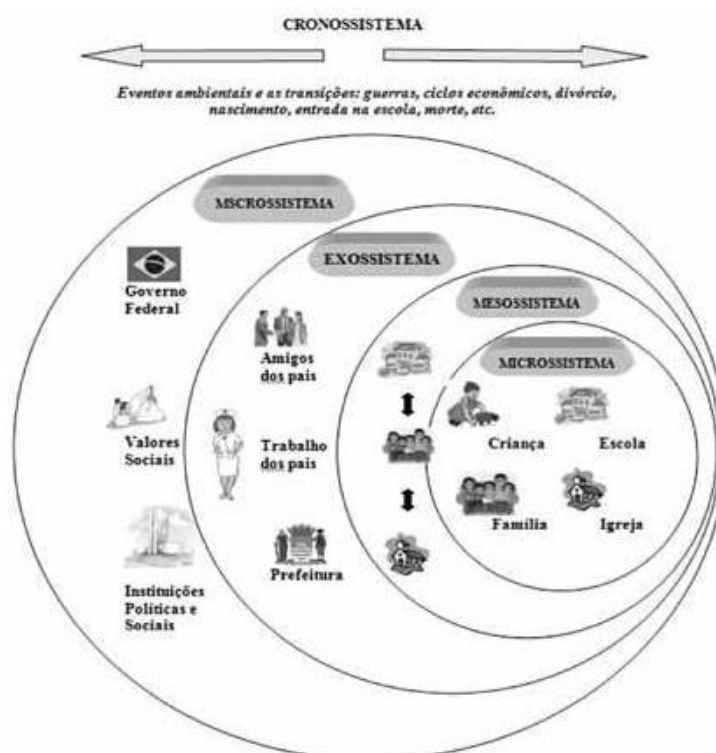 CRONOSSISTEMA
Eventos ambientais e as transições: guerras, ciclos econômicos, divórcio,
nascimento, entrada na escola, morte, etc.
MSCROSSISTEMA
EXOSSISTEMA
MESOSSISTEMA
MICROSSISTEMA
Governo
Federal
Amigos
dos pais
Criança
Escola
Valores
Sociais
Trabalho
dos pais
Família
Igreja
Prefeitura
Instituições
Políticas e
Sociais